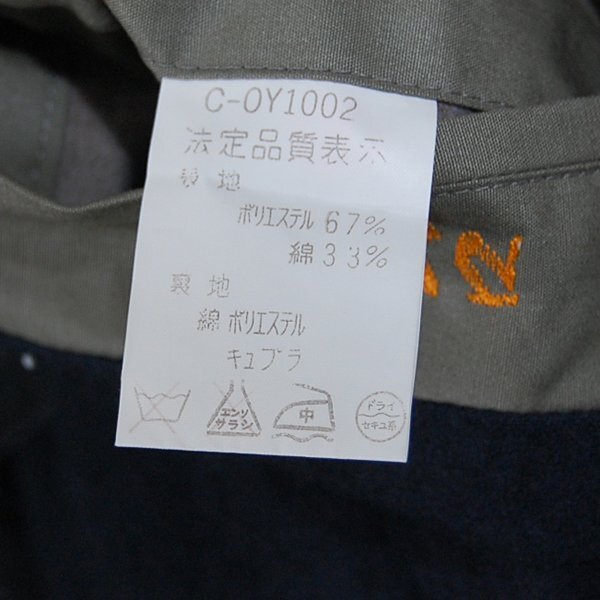 C-OY1002
法定品質表示
表地
ポリエステル 67%
綿 33%
裏地
綿 ポリエステル
キュプラ
エンソ
サラシ
中
ドライ
セキユ系